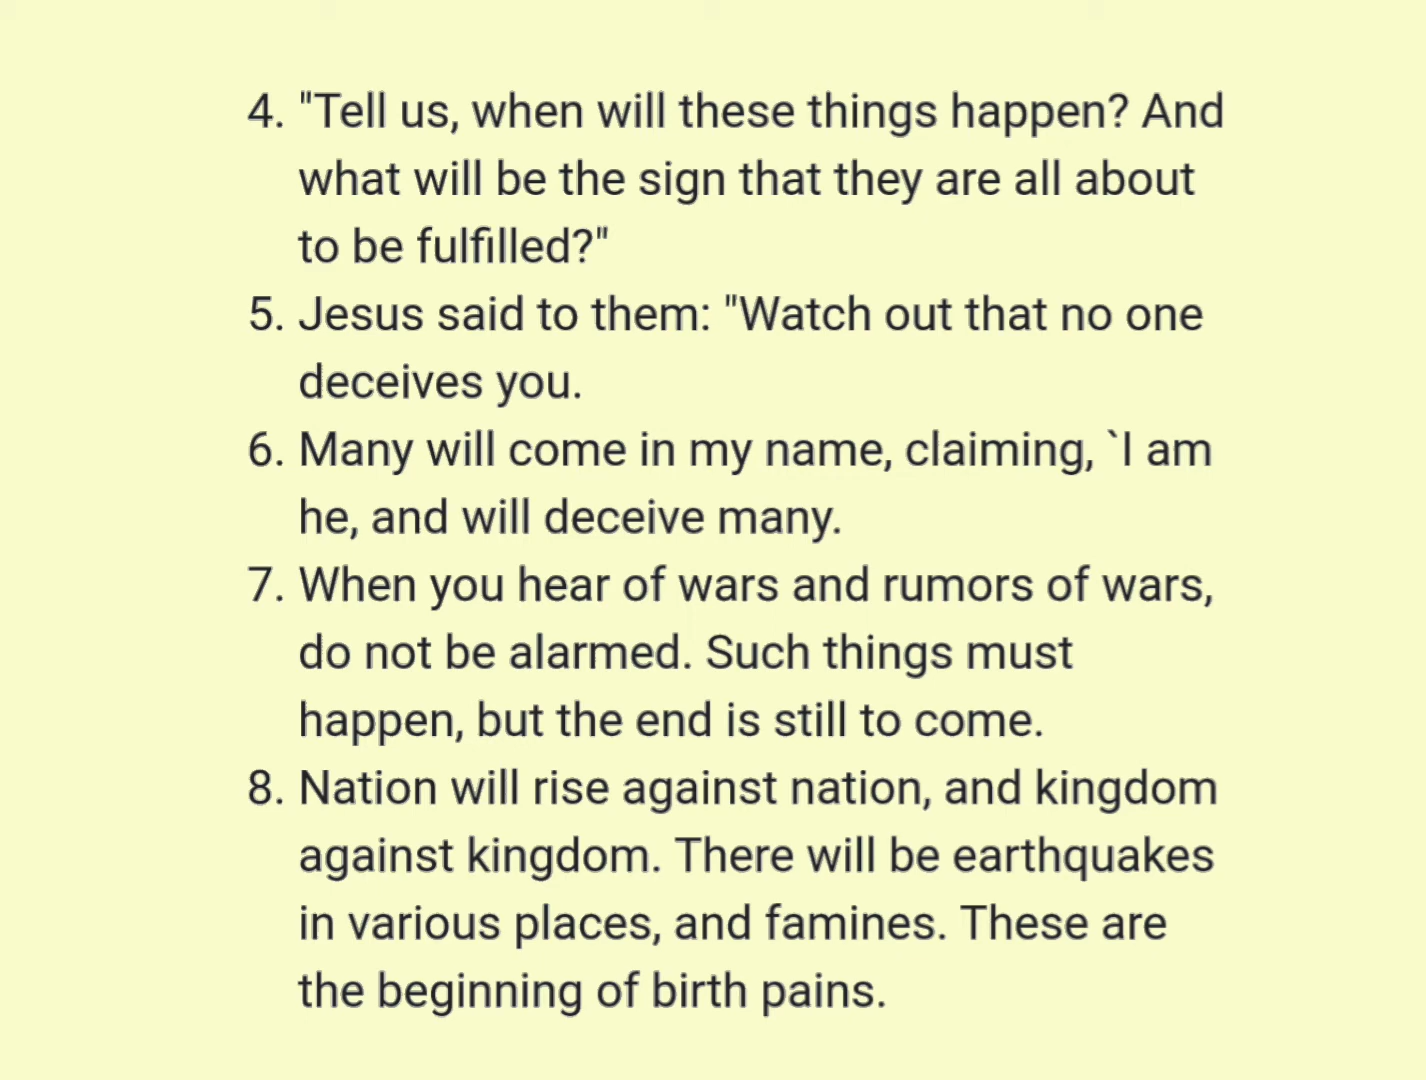 4. "Tell us, when will these things happen? And
what will be the sign that they are all about
to be fulfilled?"
5. Jesus said to them: "Watch out that no one
deceives you.
6. Many will come in my name, claiming, `I am
he, and will deceive many.
7. When you hear of wars and rumors of wars,
do not be alarmed. Such things must
happen, but the end is still to come.
8. Nation will rise against nation, and kingdom
against kingdom. There will be earthquakes
in various places, and famines. These are
the beginning of birth pains.